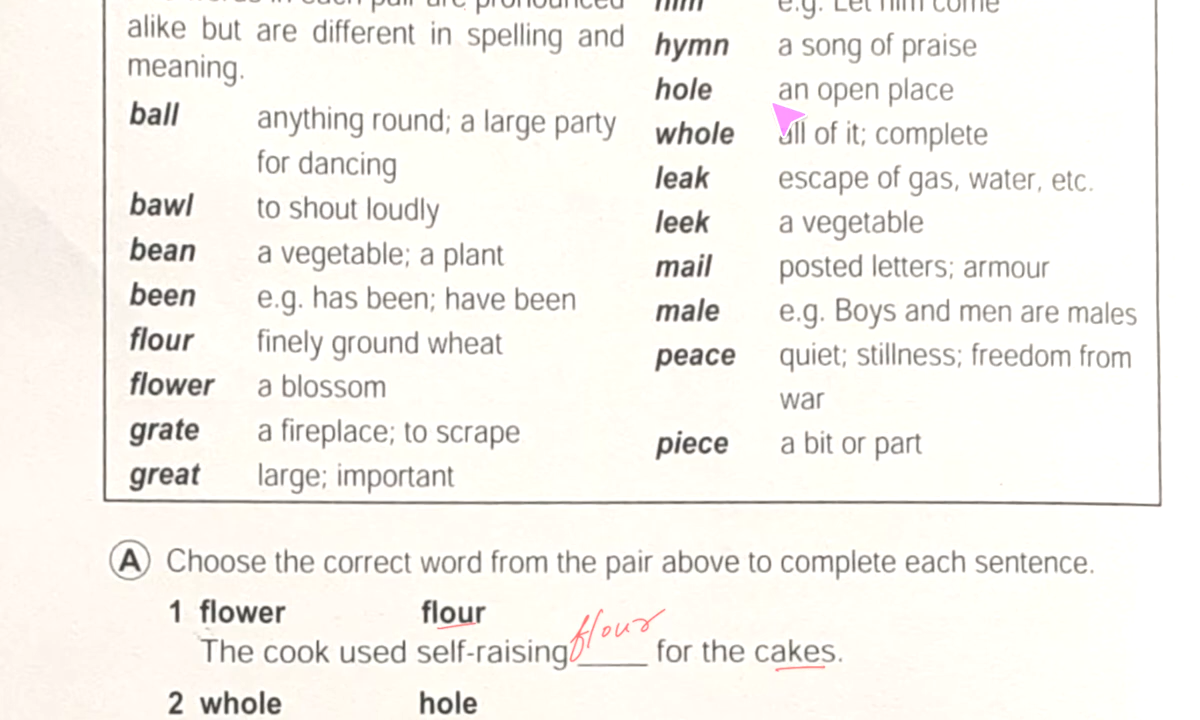 alike but are different in spelling and
meaning.
ball anything round; a large party
for dancing
bawl to shout loudly
bean a vegetable; a plant
been e.g. has been; have been
flour finely ground wheat
flower a blossom
grate a fireplace; to scrape
great large; important
him e.g. Let him come
hymn a song of praise
hole an open place
whole all of it; complete
leak escape of gas, water, etc.
leek a vegetable
mail posted letters; armour
male e.g. Boys and men are males
peace quiet; stillness; freedom from
war
piece a bit or part
A Choose the correct word from the pair above to complete each sentence.
1 flower flour
flour
The cook used self-raising ____ for the cakes.
2 whole hole